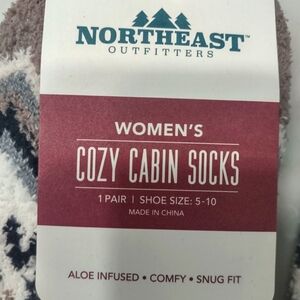 NORTHEAST™
OUTFITTERS
WOMEN'S
COZY CABIN SOCKS
1 PAIR | SHOE SIZE: 5-10
MADE IN CHINA
ALOE INFUSED • COMFY • SNUG FIT